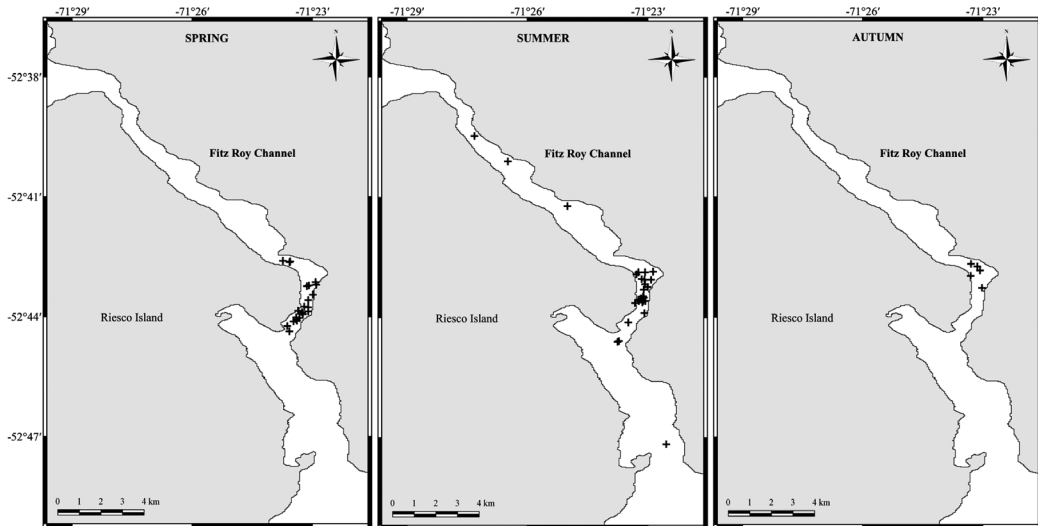 -71°29' -71°26' -71°23' -71°29' -71°26' -71°23' -71°29' -71°26' -71°23'
SPRING SUMMER AUTUMN
N N N
-52°38'
Fitz Roy Channel Fitz Roy Channel Fitz Roy Channel
-52°41'
Riesco Island Riesco Island Riesco Island
-52°44'
-52°47'
0 1 2 3 4 km 0 1 2 3 4 km 0 1 2 3 4 km